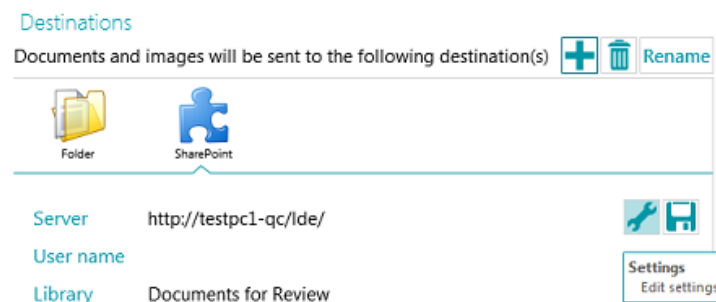 Destinations
Documents and images will be sent to the following destination(s)
Rename
Folder
SharePoint
Server http://testpc1-qc/lde/
User name
Settings
Edit settings
Library Documents for Review